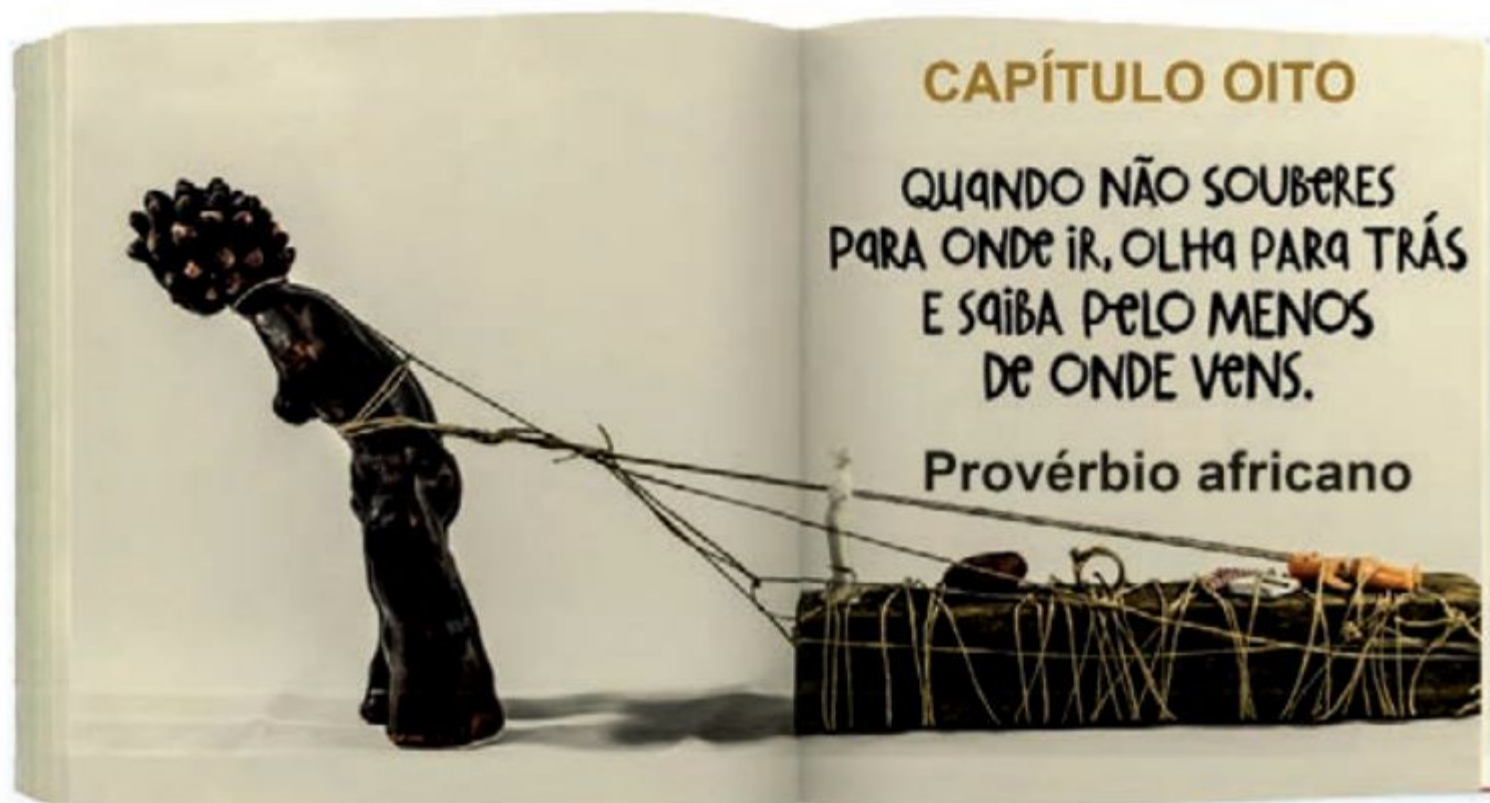 CAPÍTULO OITO
QUANDO NÃO SOUBERES
PARA ONDE IR, OLHA PARA TRÁS
E SAIBA PELO MENOS
DE ONDE VENS.
Provérbio africano